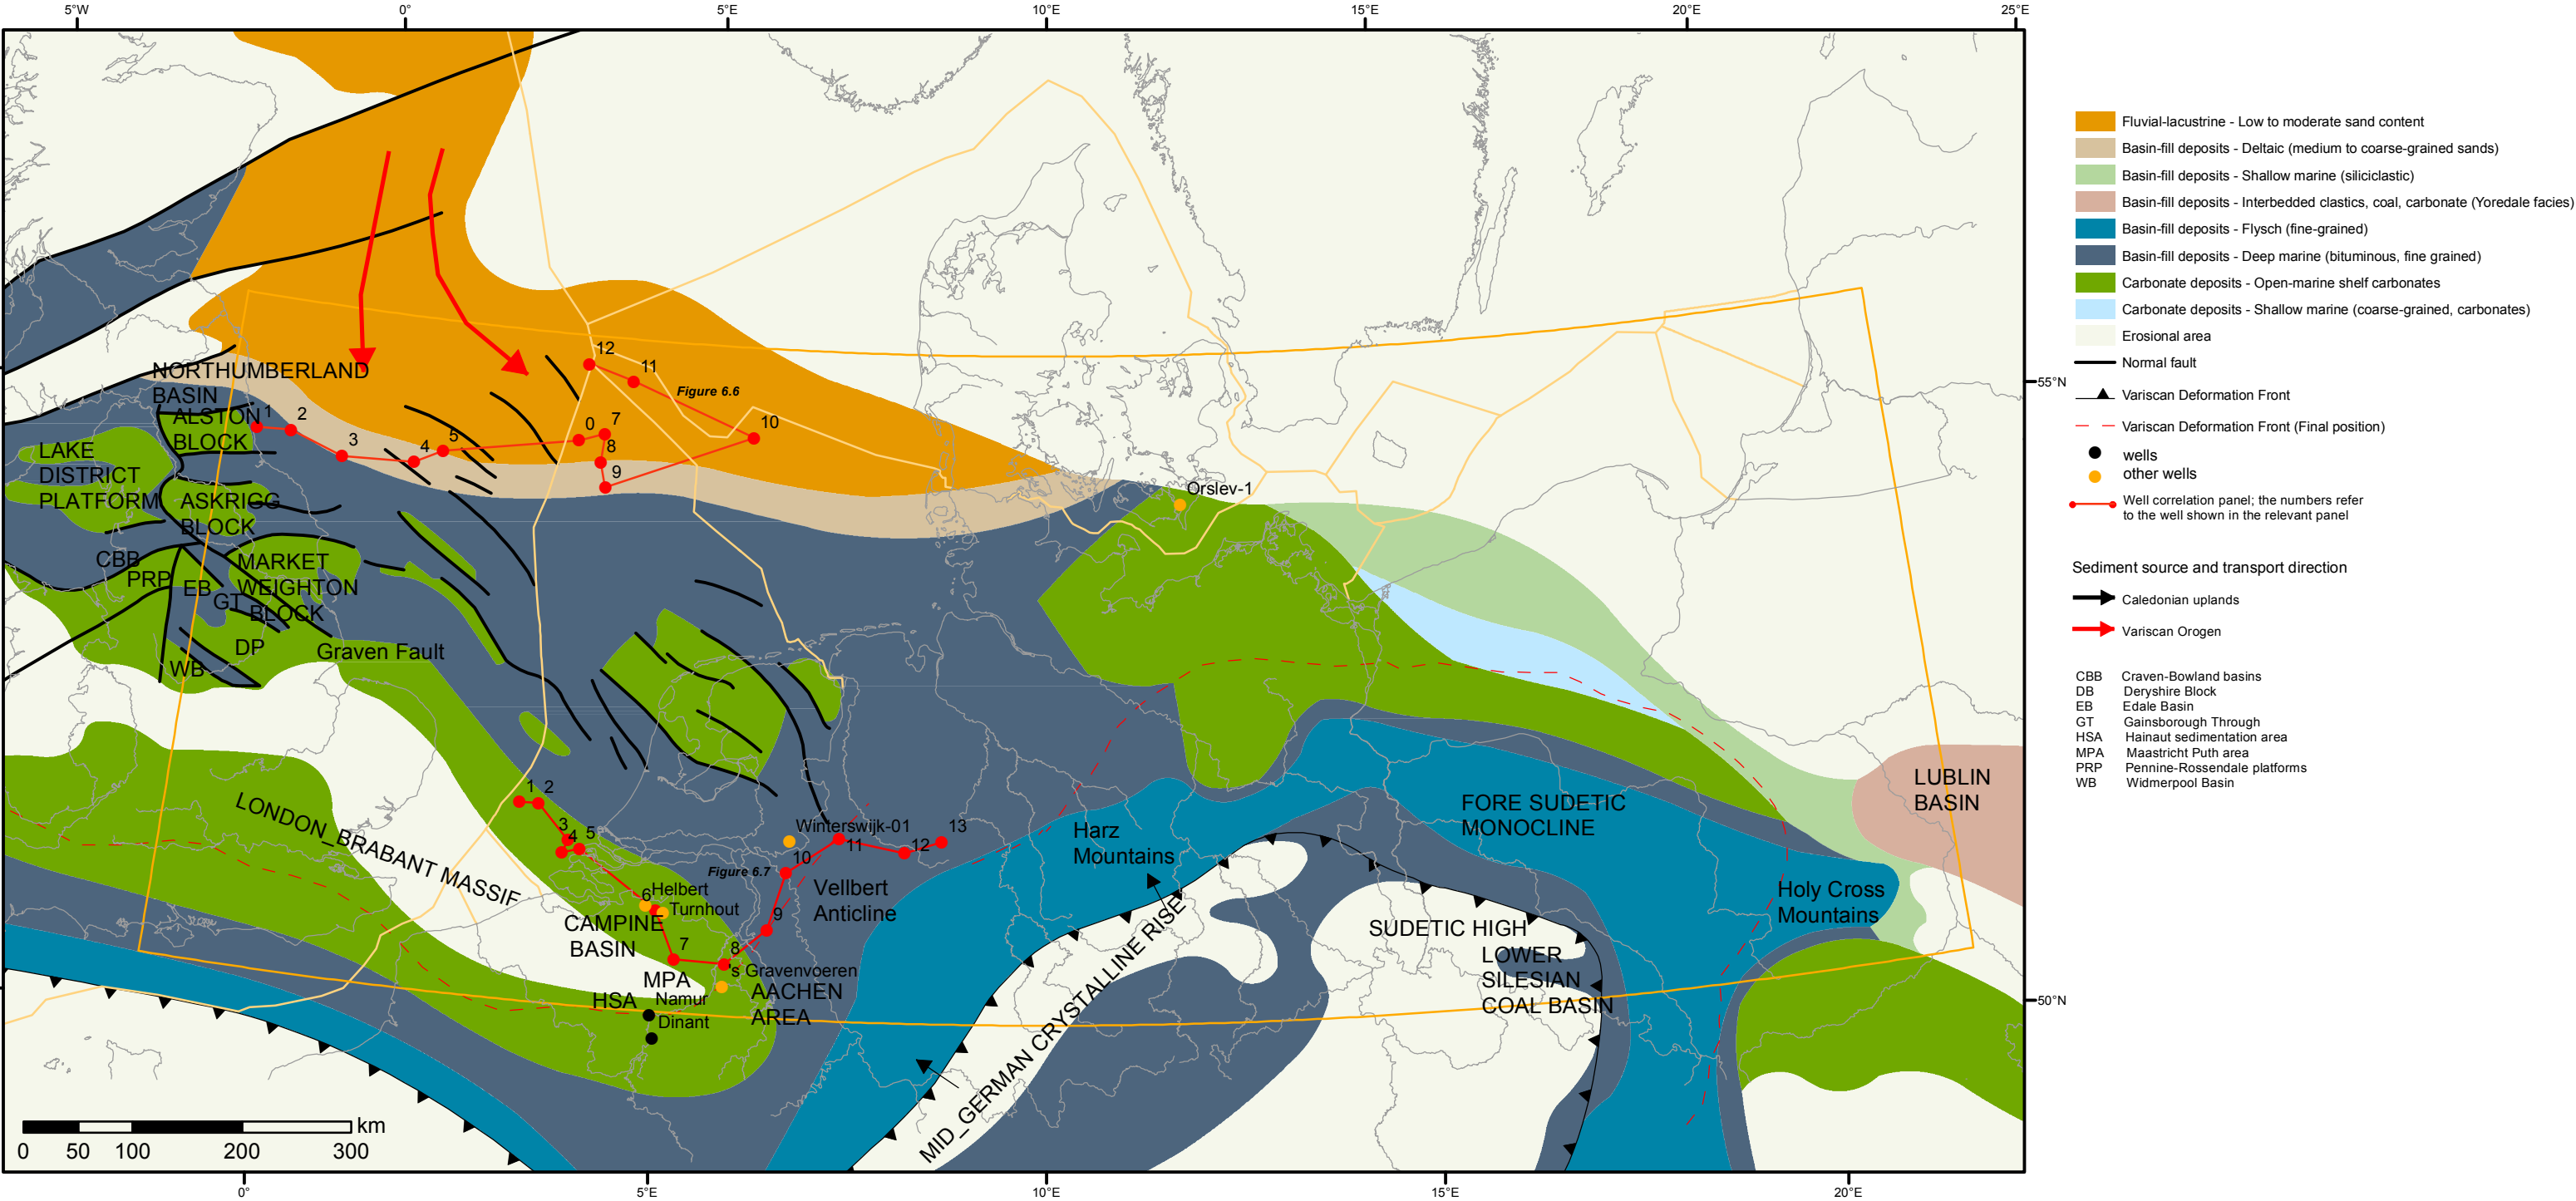 5°W 0° 5°E 10°E 15°E 20°E 25°E
NORTHUMBERLAND
BASIN
ALSTON
BLOCK
1
2
3
4
5
0
7
8
9
10
11
12
Figure 6.6
LAKE
DISTRICT
PLATFORM
ASKRIGG
BLOCK
CBB
PRP
EB
GT
MARKET
WEIGHTON
BLOCK
DP
WB
Graven Fault
Orslev-1
55°N
LONDON_BRABANT MASSIF
1
2
3
4
5
6
7
8
9
10
11
12
13
Winterswijk-01
Figure 6.7
Helbert
Turnhout
CAMPINE
BASIN
Vellbert
Anticline
's Gravenvoeren
MPA
HSA
Namur
Dinant
AACHEN
AREA
Harz
Mountains
MID_GERMAN CRYSTALLINE RISE
FORE SUDETIC
MONOCLINE
SUDETIC HIGH
LOWER
SILESIAN
COAL BASIN
Holy Cross
Mountains
LUBLIN
BASIN
50°N
km
0 50 100 200 300
0° 5°E 10°E 15°E 20°E
Fluvial-lacustrine - Low to moderate sand content
Basin-fill deposits - Deltaic (medium to coarse-grained sands)
Basin-fill deposits - Shallow marine (siliciclastic)
Basin-fill deposits - Interbedded clastics, coal, carbonate (Yoredale facies)
Basin-fill deposits - Flysch (fine-grained)
Basin-fill deposits - Deep marine (bituminous, fine grained)
Carbonate deposits - Open-marine shelf carbonates
Carbonate deposits - Shallow marine (coarse-grained, carbonates)
Erosional area
Normal fault
Variscan Deformation Front
Variscan Deformation Front (Final position)
wells
other wells
Well correlation panel; the numbers refer
to the well shown in the relevant panel
Sediment source and transport direction
Caledonian uplands
Variscan Orogen
CBB Craven-Bowland basins
DB Deryshire Block
EB Edale Basin
GT Gainsborough Through
HSA Hainaut sedimentation area
MPA Maastricht Puth area
PRP Pennine-Rossendale platforms
WB Widmerpool Basin